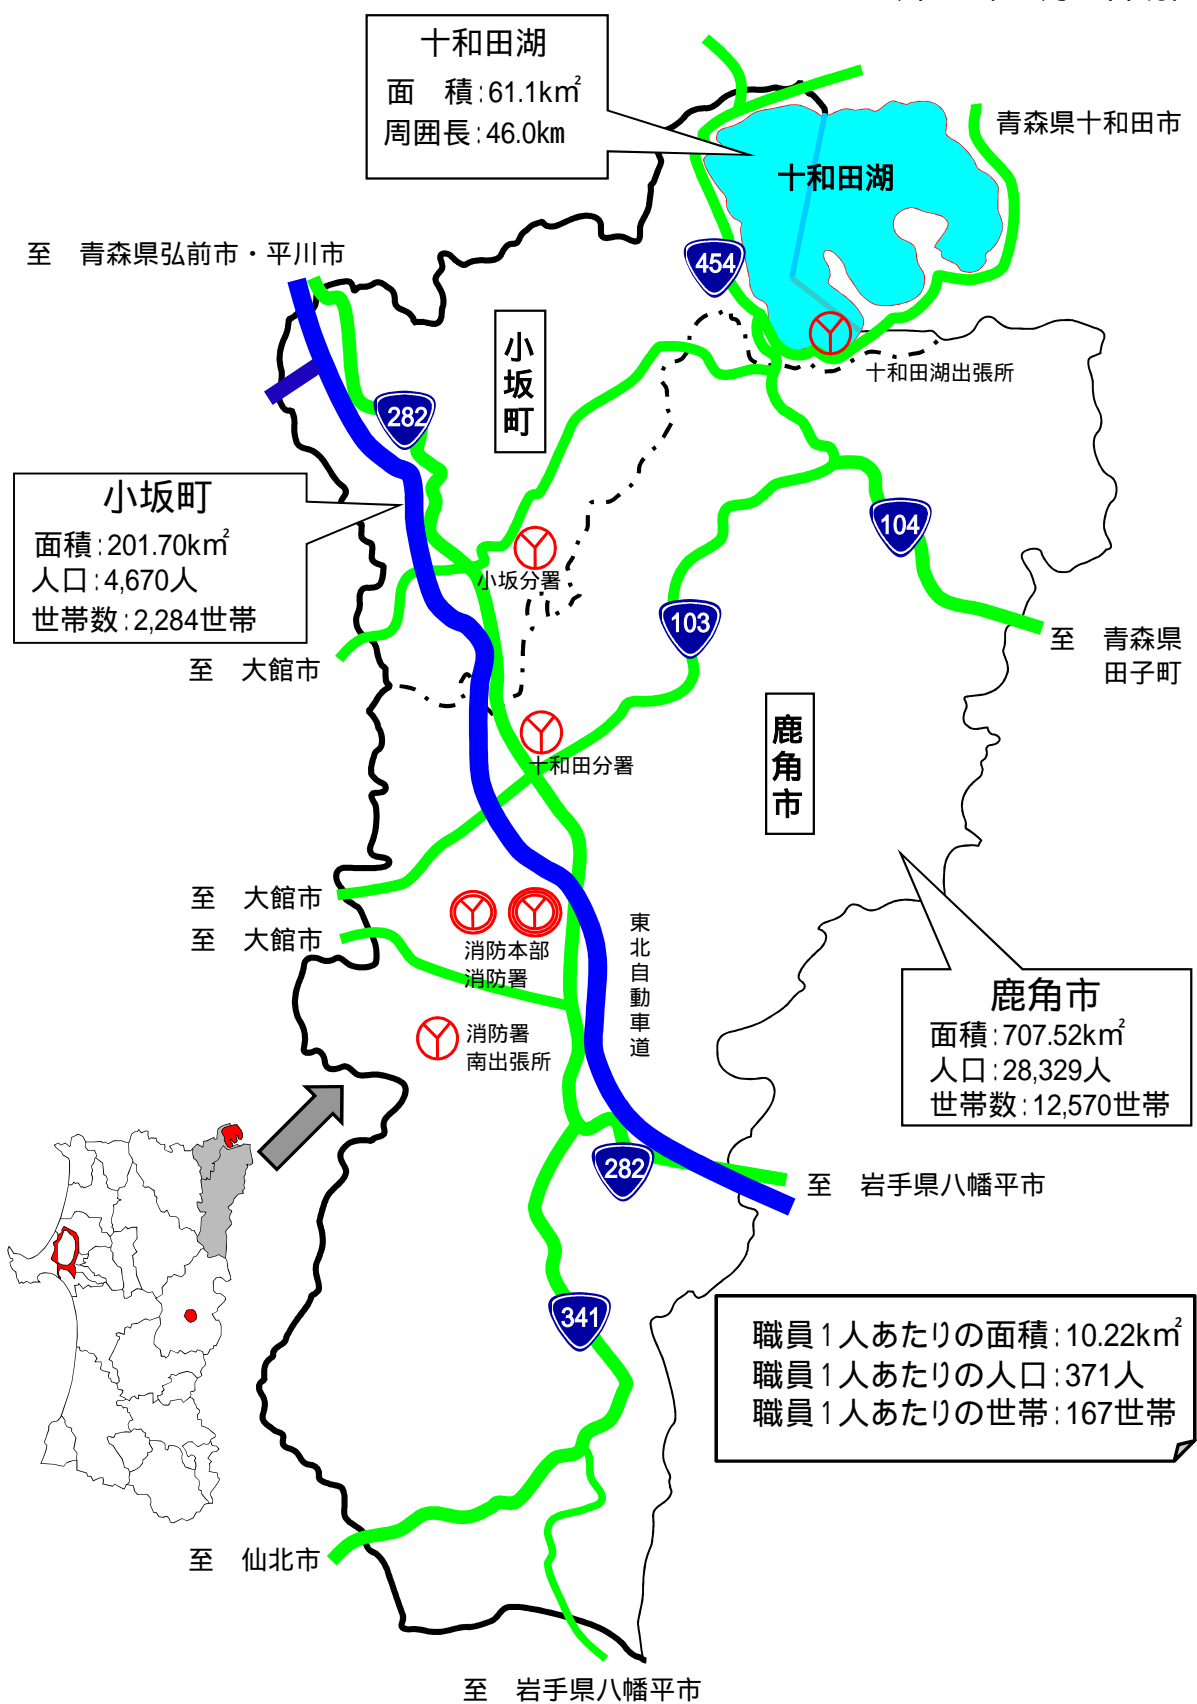 十和田湖
面　積：61.1k㎡
周囲長：46.0㎞
青森県十和田市
十和田湖
至　青森県弘前市・平川市
454
小坂町
十和田湖出張所
282
小坂町
面積：201.70k㎡
人口：4,670人
世帯数：2,284世帯
104
小坂分署
103
至　青森県
田子町
至　大館市
鹿角市
十和田分署
至　大館市
至　大館市
東北自動車道
消防本部
消防署
鹿角市
面積：707.52k㎡
人口：28,329人
世帯数：12,570世帯
消防署
南出張所
282
至　岩手県八幡平市
341
職員1人あたりの面積：10.22k㎡
職員1人あたりの人口：371人
職員1人あたりの世帯：167世帯
至　仙北市
至　岩手県八幡平市